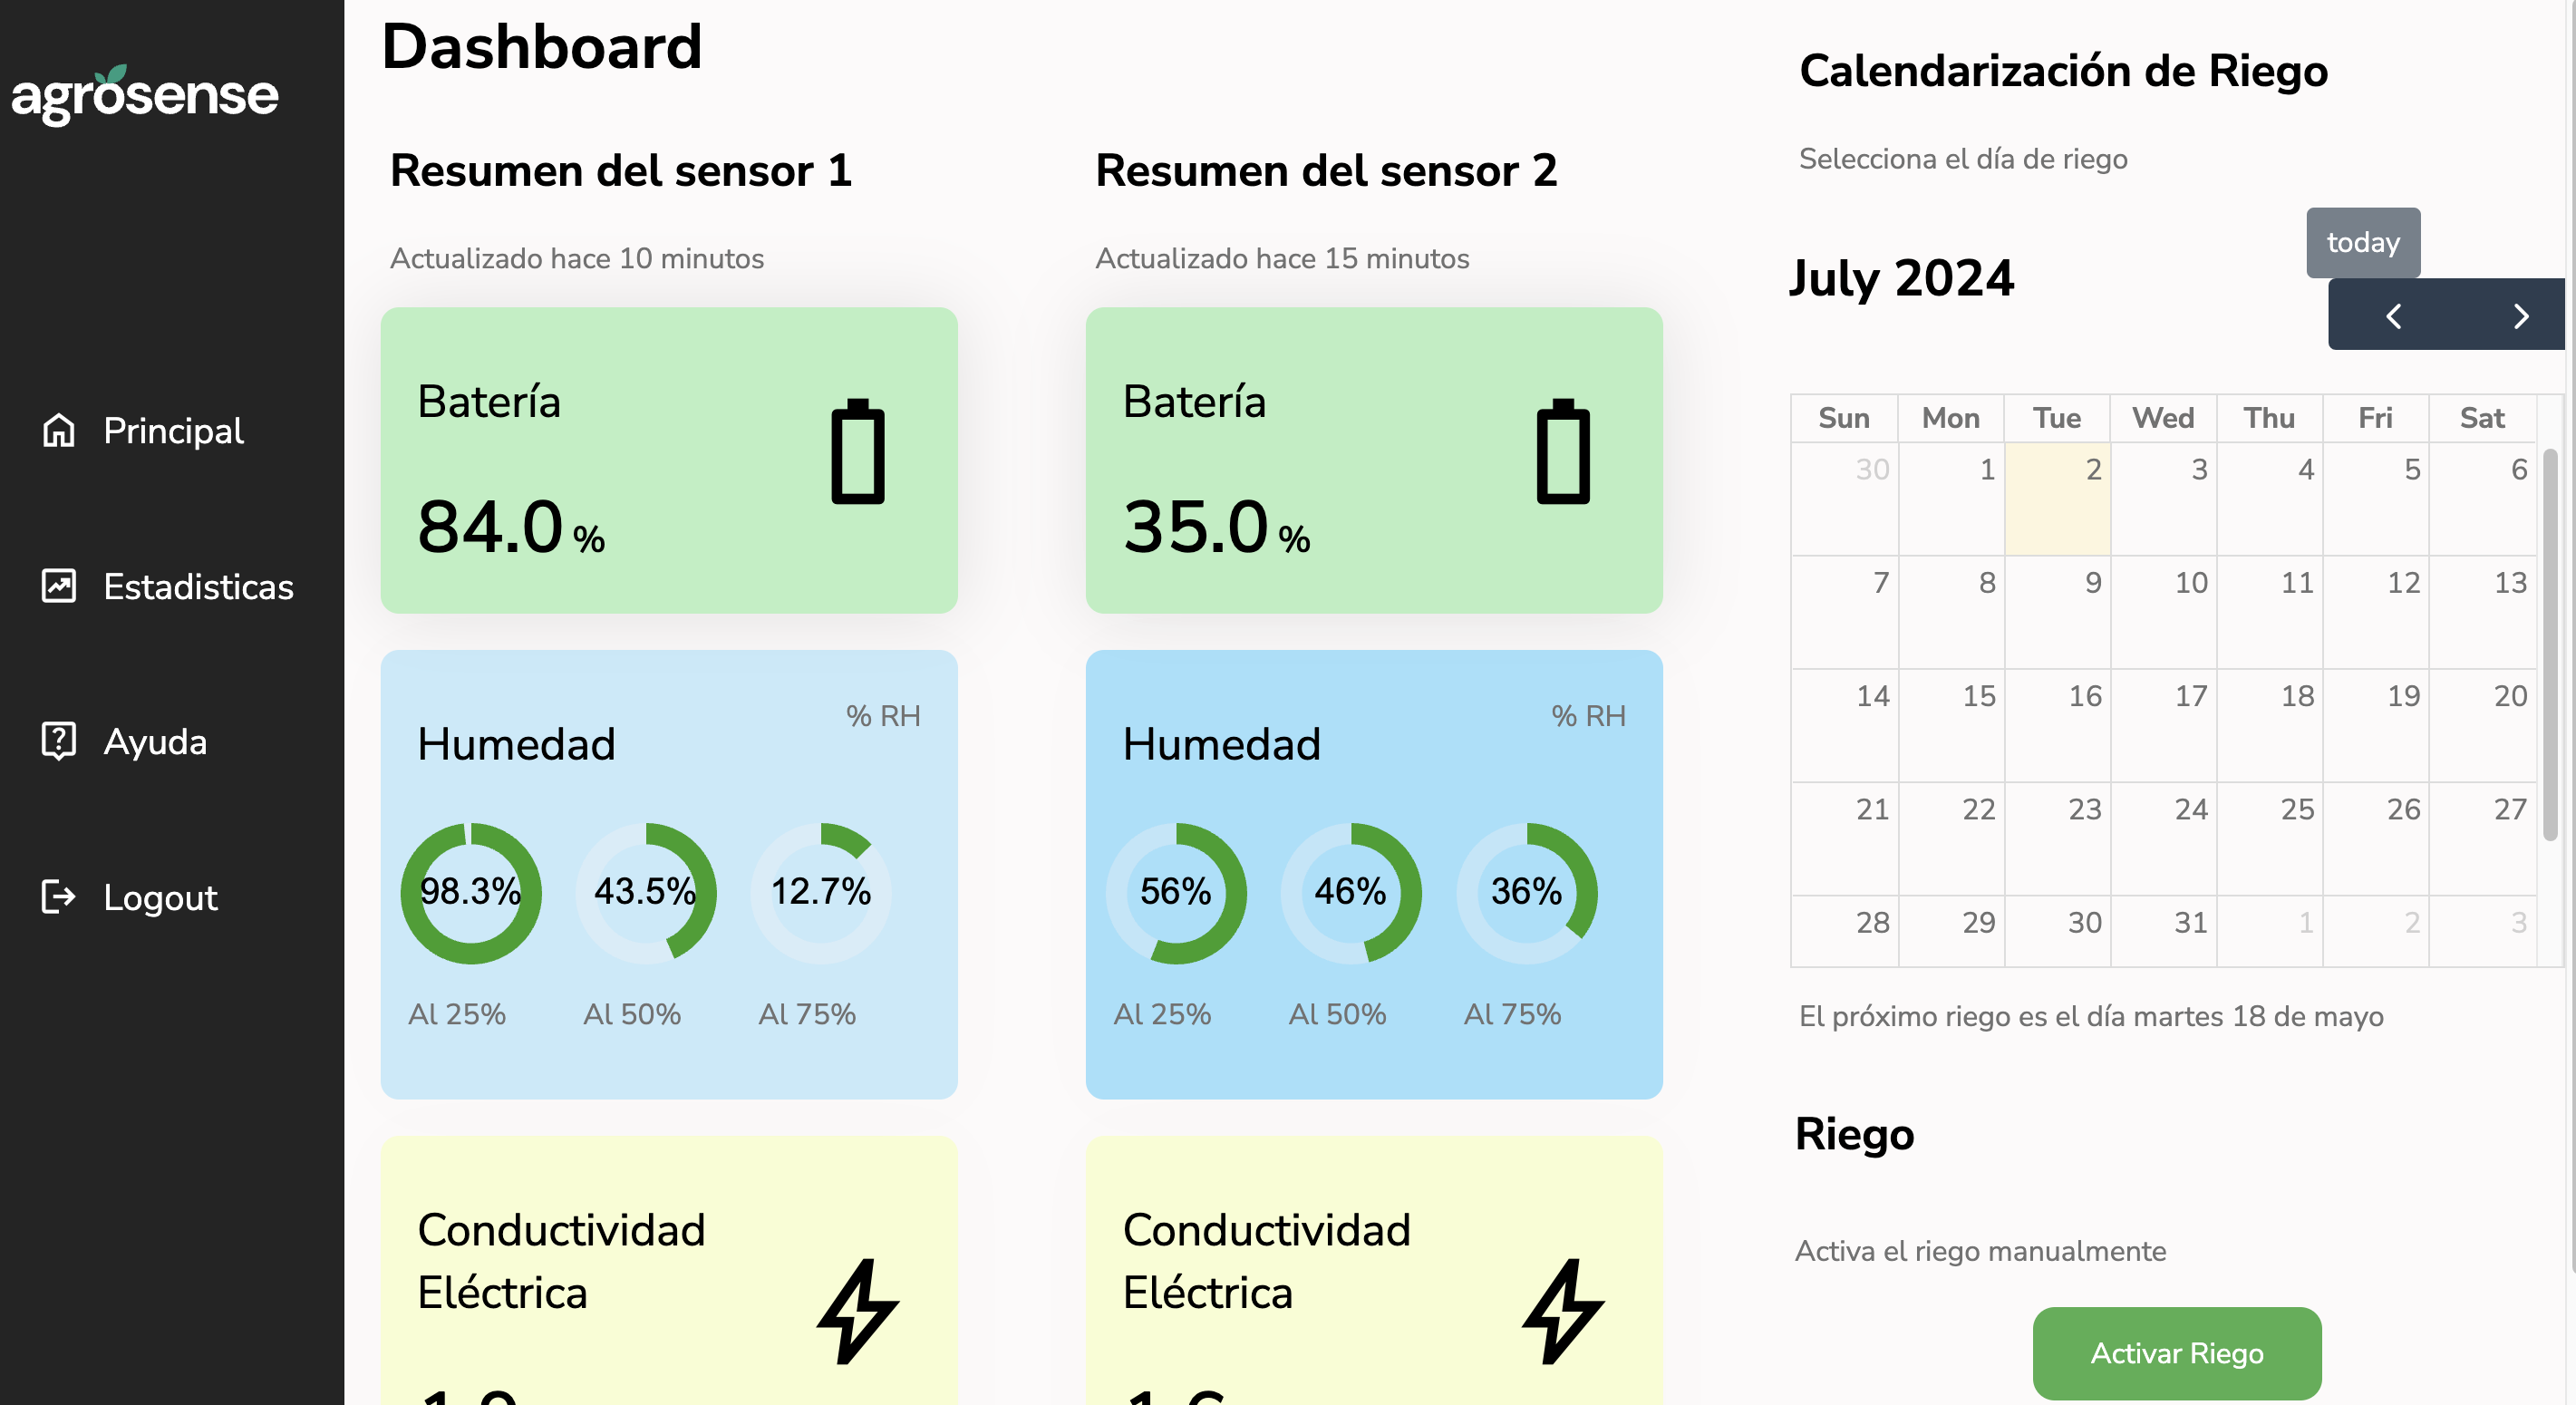 agrosense
Principal
Estadisticas
Ayuda
Logout
Dashboard
Resumen del sensor 1
Actualizado hace 10 minutos
Batería
84.0 %
% RH
Humedad
98.3% 43.5% 12.7%
Al 25% Al 50% Al 75%
Conductividad
Eléctrica
Resumen del sensor 2
Actualizado hace 15 minutos
Batería
35.0 %
% RH
Humedad
56% 46% 36%
Al 25% Al 50% Al 75%
Conductividad
Eléctrica
Calendarización de Riego
Selecciona el día de riego
today
July 2024
Sun Mon Tue Wed Thu Fri Sat
30 1 2 3 4 5 6
7 8 9 10 11 12 13
14 15 16 17 18 19 20
21 22 23 24 25 26 27
28 29 30 31 1 2 3
El próximo riego es el día martes 18 de mayo
Riego
Activa el riego manualmente
Activar Riego